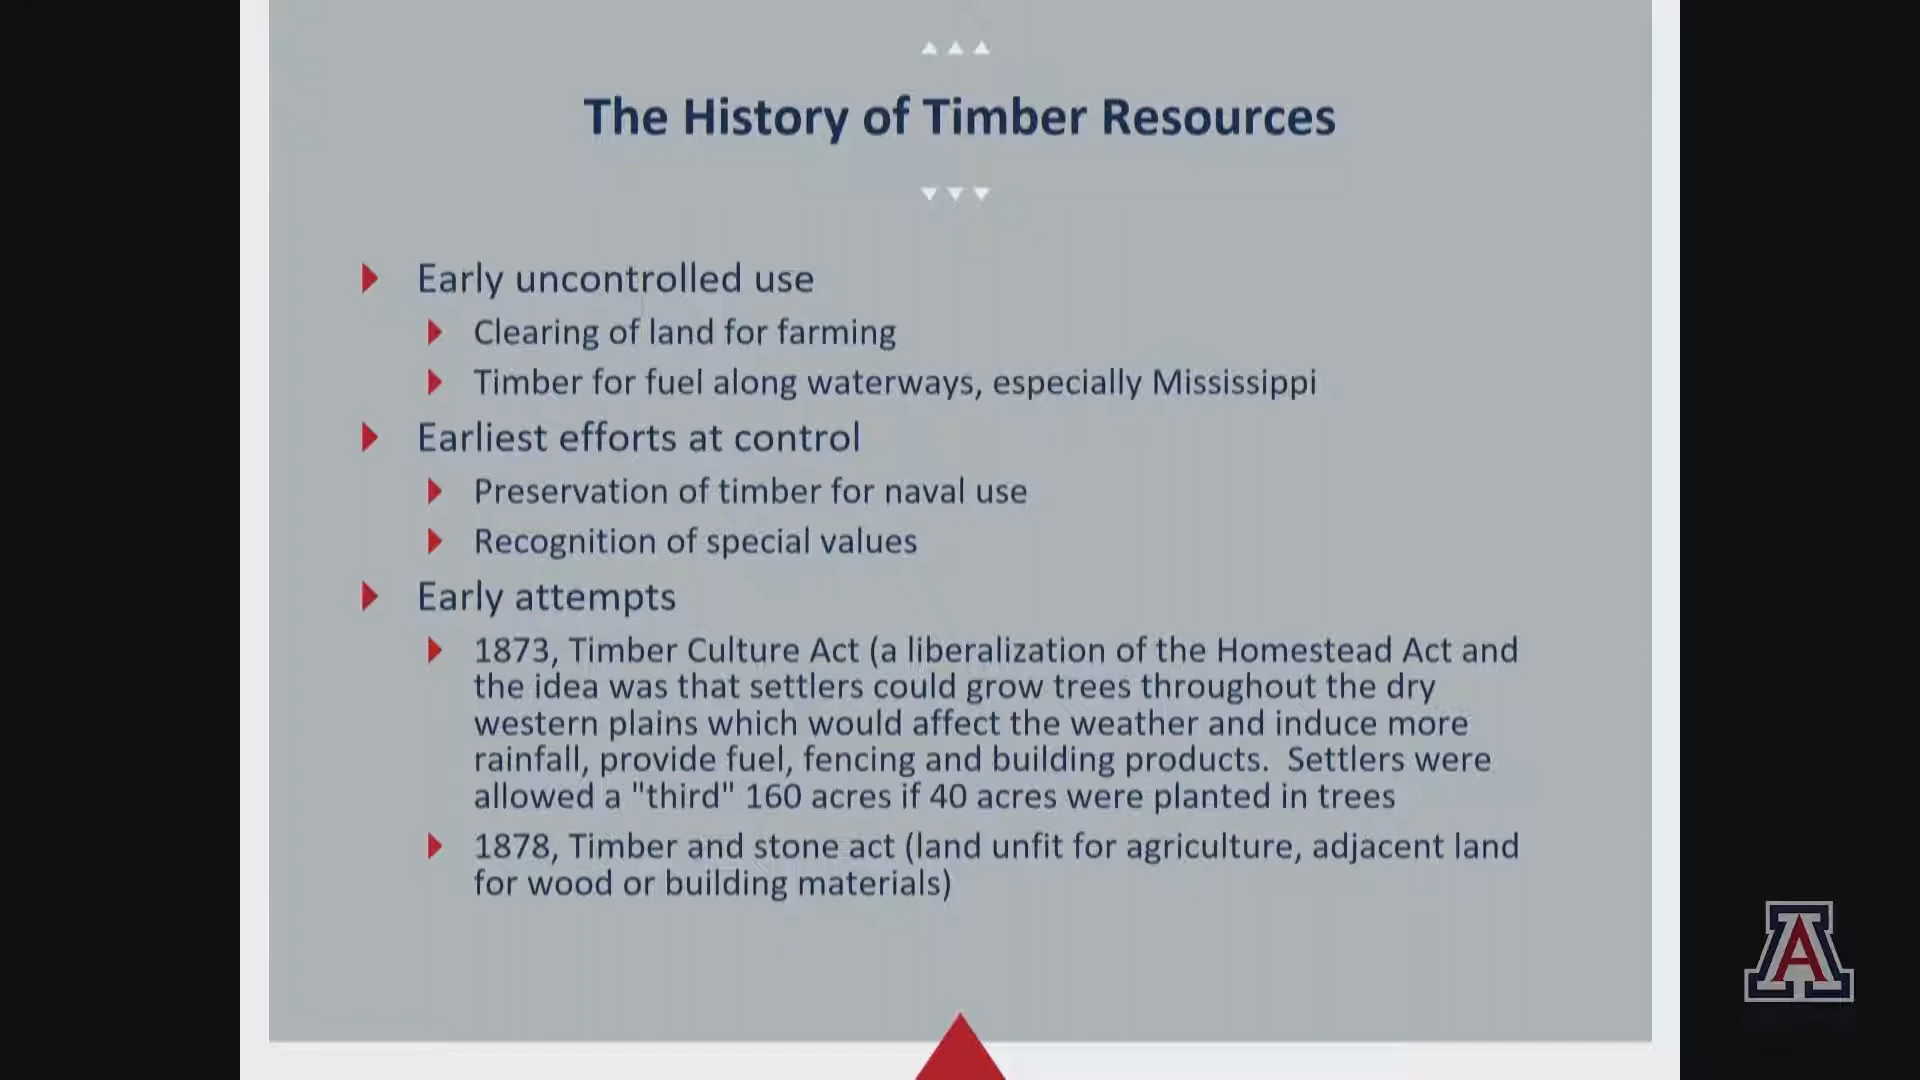 The History of Timber Resources
Early uncontrolled use
Clearing of land for farming
Timber for fuel along waterways, especially Mississippi
Earliest efforts at control
Preservation of timber for naval use
Recognition of special values
Early attempts
1873, Timber Culture Act (a liberalization of the Homestead Act and
the idea was that settlers could grow trees throughout the dry
western plains which would affect the weather and induce more
rainfall, provide fuel, fencing and building products.  Settlers were
allowed a "third" 160 acres if 40 acres were planted in trees
1878, Timber and stone act (land unfit for agriculture, adjacent land
for wood or building materials)
A